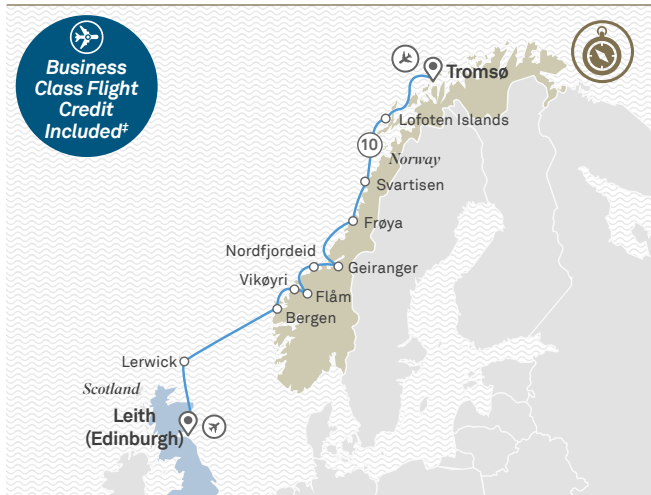 Business
Class Flight
Credit
Included‡
Tromsø
Lofoten Islands
10
Norway
Svartisen
Frøya
Nordfjordeid
Geiranger
Vikøyri
Flåm
Bergen
Lerwick
Scotland
Leith
(Edinburgh)